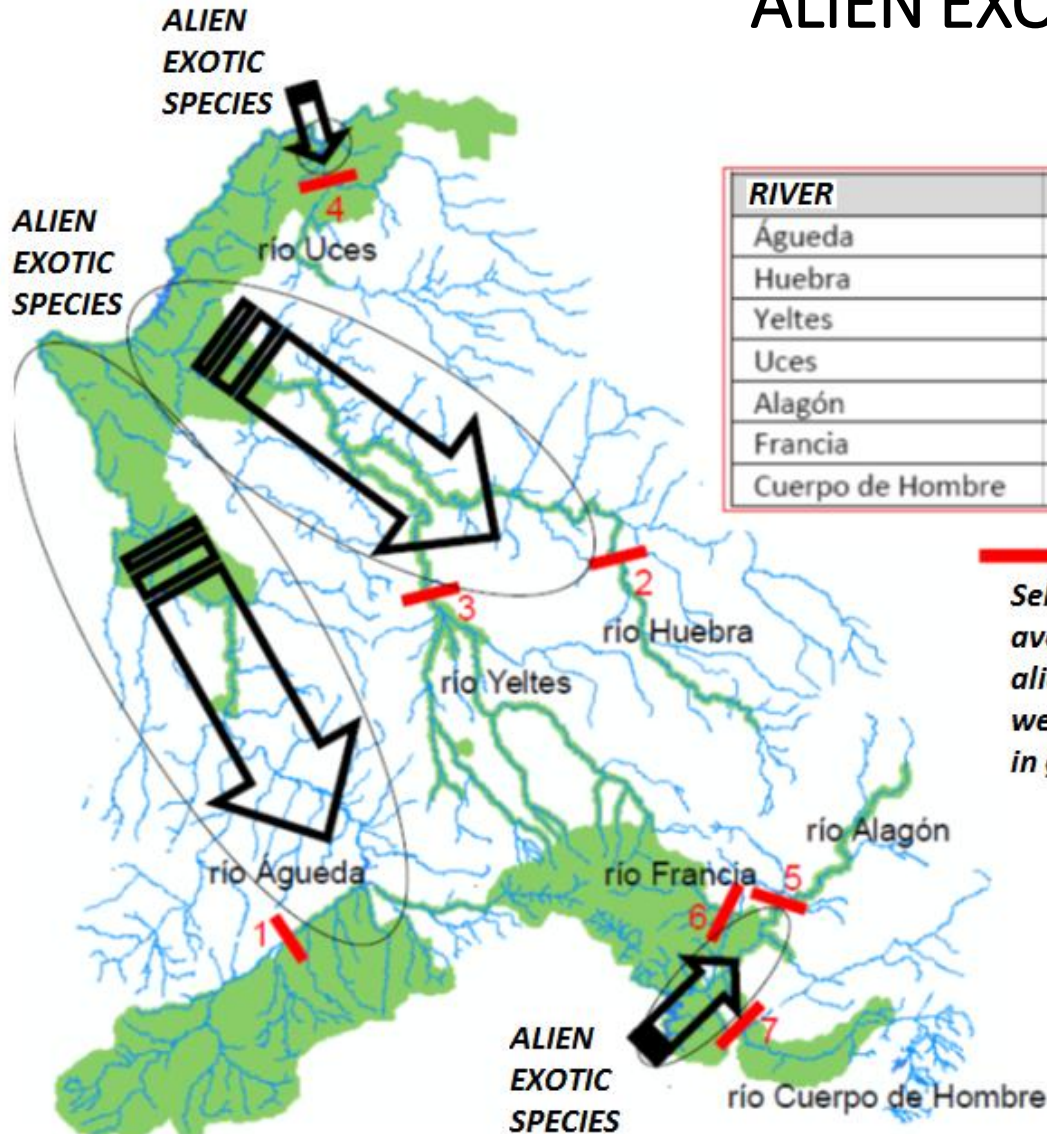 ALIEN
ALIEN
EXOTIC
SPECIES
RIVER
Águeda
Huebra
Yeltes
Uces
Alagón
Francia
Cuerpo de Hombre
ALIEN
EXOTIC
SPECIES
4
río Uces
2
3
río Huebra
río Yeltes
in
río Alagón
río Águeda
río Francia
5
6
1
7
ALIEN
EXOTIC
SPECIES
río Cuerpo de Hombre